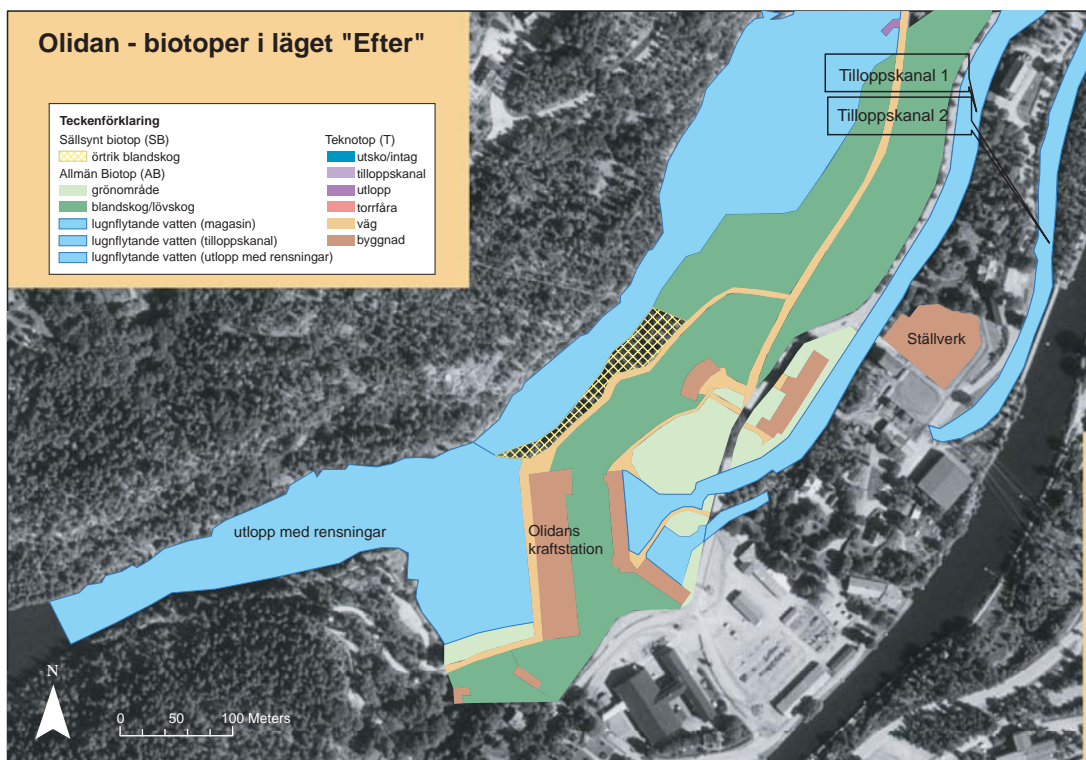 Olidan - biotoper i läget "Efter"
Teckenförklaring
Sällsynt biotop (SB)
örtrik blandskog
Allmän Biotop (AB)
grönområde
blandskog/lövskog
lugnflytande vatten (magasin)
lugnflytande vatten (tilloppskanal)
lugnflytande vatten (utlopp med rensningar)
Teknotop (T)
utsko/intag
tilloppskanal
utlopp
torrfåra
väg
byggnad
Tilloppskanal 1
Tilloppskanal 2
Ställverk
utlopp med rensningar
Olidans
kraftstation
N
0 50 100 Meters